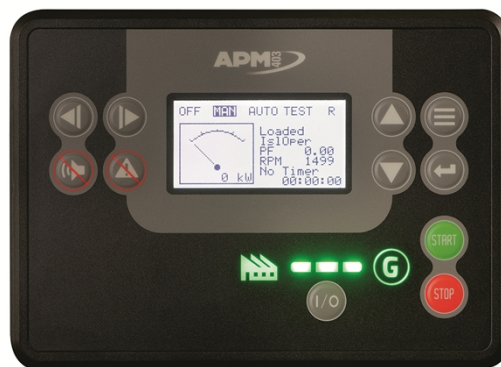 APM 403
OFF MAN AUTO TEST R
Loaded
IslOper
PF 0.00
RPM 1499
No Timer
0 kW 00:00:00
START
G
STOP
I/O